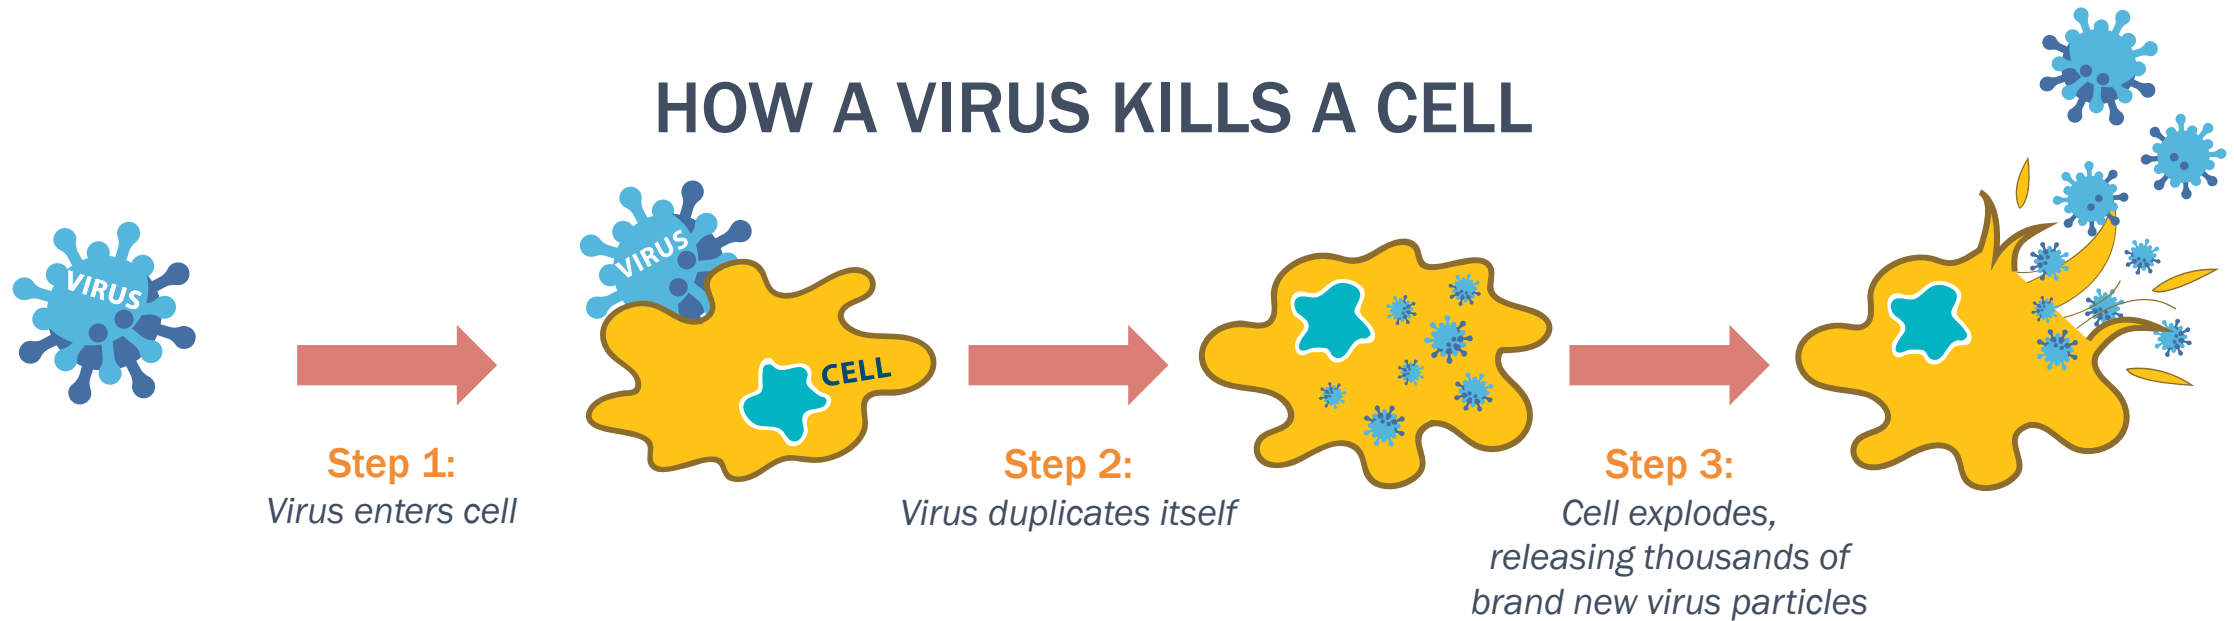 HOW A VIRUS KILLS A CELL
VIRUS
VIRUS
CELL
Step 1:
Virus enters cell
Step 2:
Virus duplicates itself
Step 3:
Cell explodes,
releasing thousands of
brand new virus particles